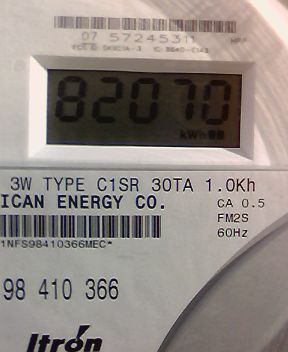 07 57245311
82070
kWh
3W TYPE C1SR 30TA 1.0Kh
ICAN ENERGY CO.
CA 0.5
FM2S
60Hz
1NFS98410366MEC*
98 410 366
Itron